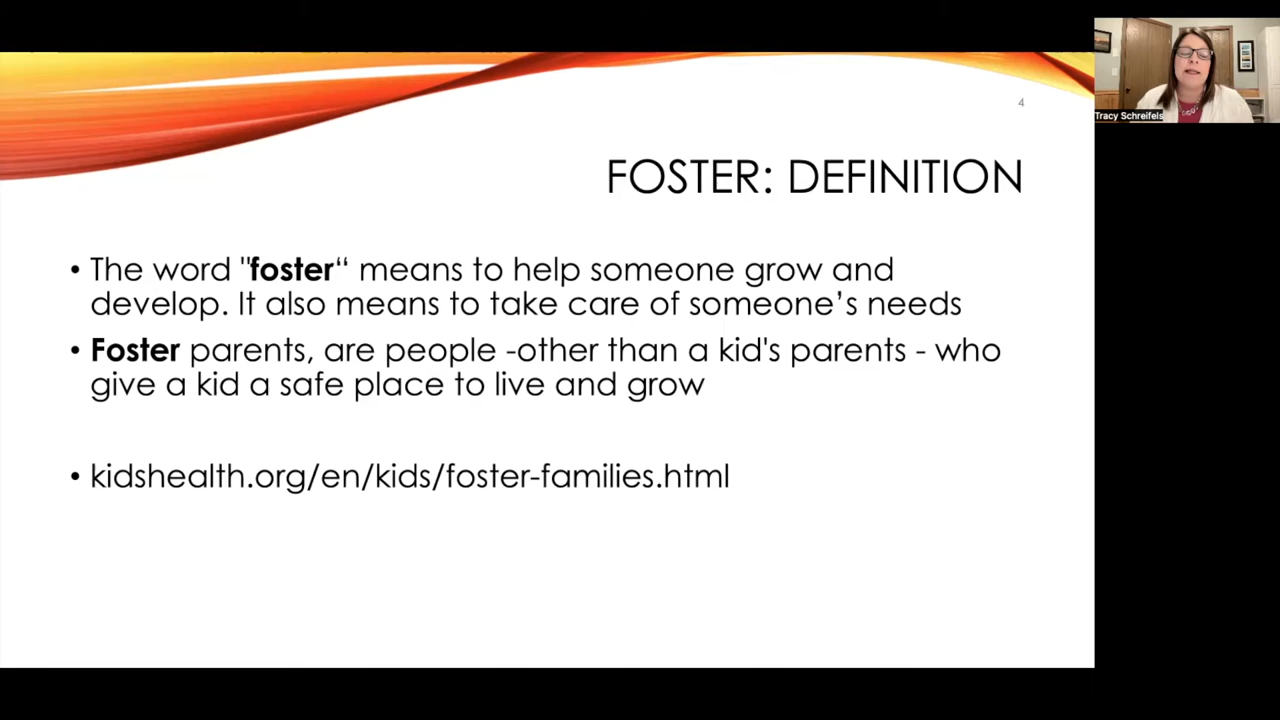 Tracy Schreifels
4
FOSTER: DEFINITION
• The word "foster“ means to help someone grow and
develop. It also means to take care of someone’s needs
• Foster parents, are people -other than a kid's parents - who
give a kid a safe place to live and grow
• kidshealth.org/en/kids/foster-families.html